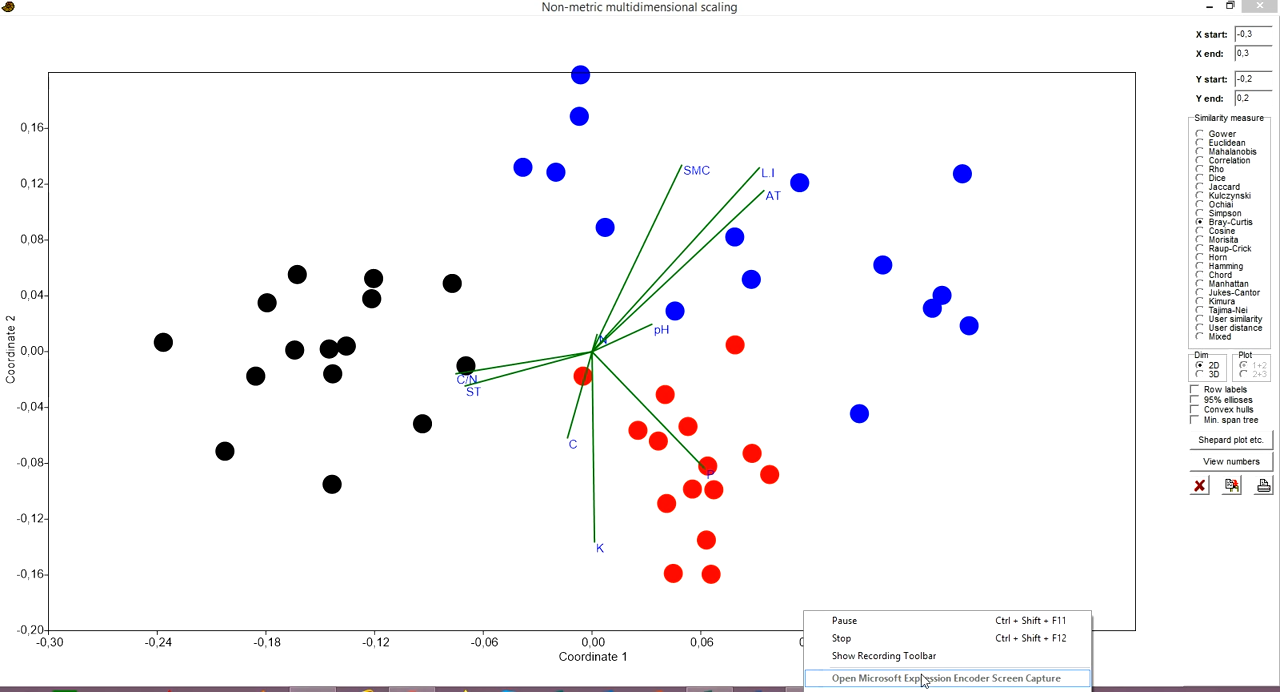 Non-metric multidimensional scaling
X start: -0,3
X end: 0,3
Y start: -0,2
Y end: 0,2
Similarity measure
Gower
Euclidean
Mahalanobis
Correlation
Rho
Dice
Jaccard
Kulczynski
Ochiai
Simpson
Bray-Curtis
Cosine
Morisita
Raup-Crick
Horn
Hamming
Chord
Manhattan
Jukes-Cantor
Kimura
Tajima-Nei
User similarity
User distance
Mixed
Dim
2D
3D
Plot
1+2
2+3
Row labels
95% ellioses
Convex hulls
Min. span tree
Shepard plot etc.
View numbers
Coordinate 2
0,16
0,12
0,08
0,04
0,00
-0,04
-0,08
-0,12
-0,16
-0,20
SMC
L.I
AT
pH
N
C/N
ST
C
P
K
-0,30
-0,24
-0,18
-0,12
-0,06
0,00
0,06
Coordinate 1
Pause Ctrl + Shift + F11
Stop Ctrl + Shift + F12
Show Recording Toolbar
Open Microsoft Expression Encoder Screen Capture